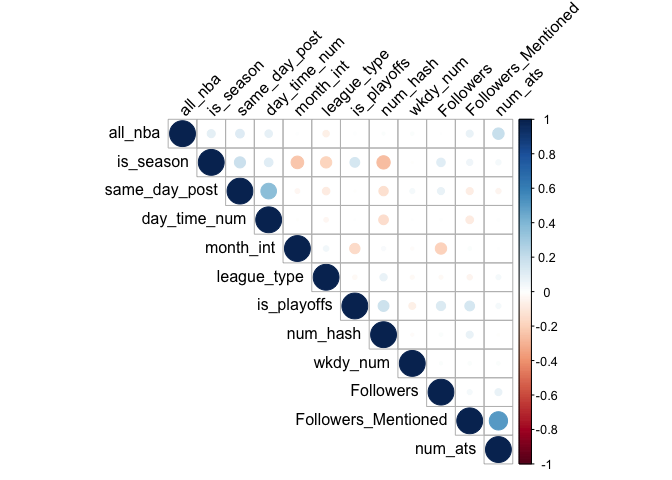 all_nba
is_season
same_day_post
day_time_num
month_int
league_type
is_playoffs
num_hash
wkdy_num
Followers
Followers_Mentioned
num_ats
all_nba
is_season
same_day_post
day_time_num
month_int
league_type
is_playoffs
num_hash
wkdy_num
Followers
Followers_Mentioned
num_ats
1
0.8
0.6
0.4
0.2
0
-0.2
-0.4
-0.6
-0.8
-1